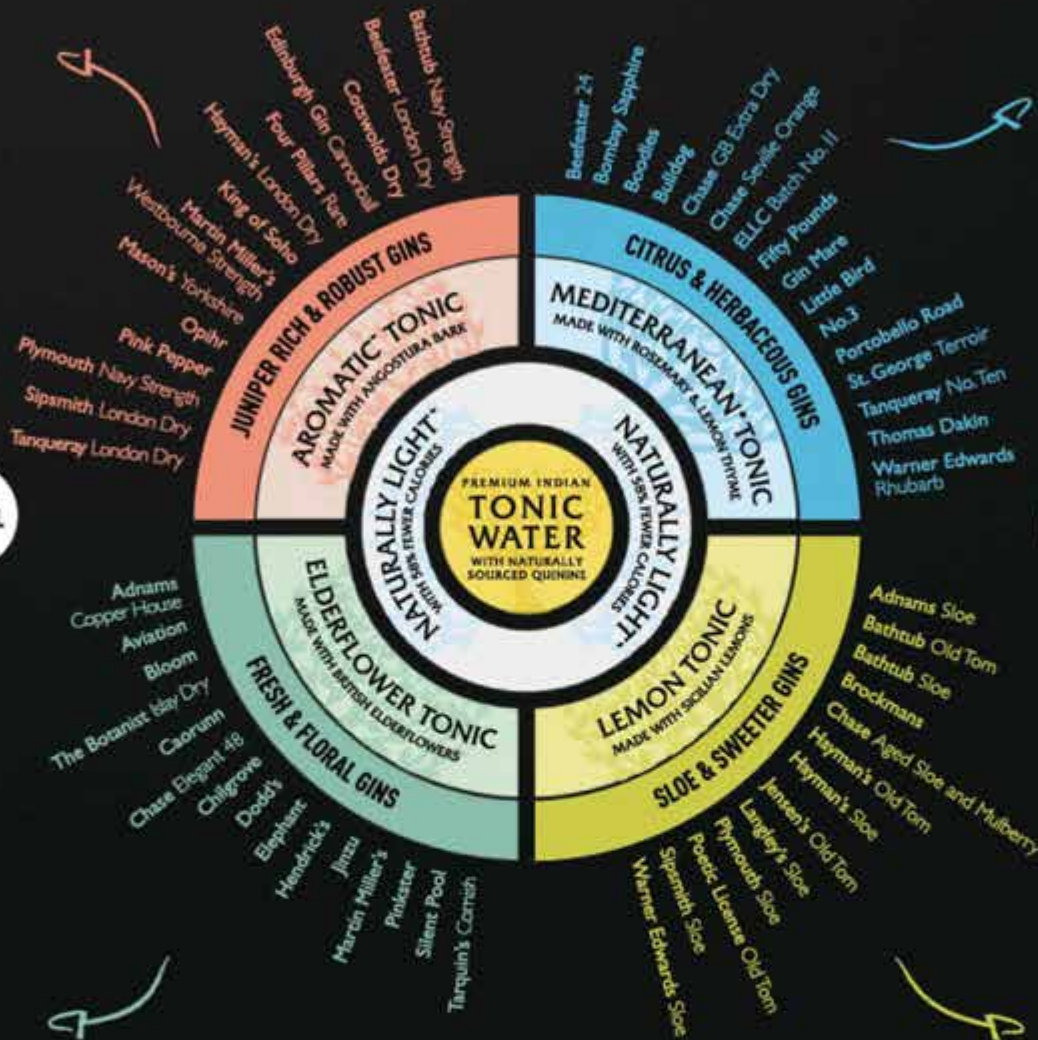 PREMIUM INDIAN
TONIC
WATER
WITH NATURALLY
SOURCED QUININE
NATURALLY LIGHT™
WITH 58% FEWER CALORIES
NATURALLY LIGHT™
WITH 58% FEWER CALORIES
JUNIPER RICH & ROBUST GINS
AROMATIC™ TONIC
MADE WITH ANGOSTURA BARK
Tanqueray London Dry
Sipsmith London Dry
Plymouth Navy Strength
Pink Pepper
Opihr
Mason's Yorkshire
Martin Miller's
Westbourne Strength
King of Soho
Hayman's London Dry
Four Pillars Rare
Edinburgh Gin Cannonball
Cotswolds Dry
Beefeater London Dry
Bathtub Navy Strength
CITRUS & HERBACEOUS GINS
MEDITERRANEAN™ TONIC
MADE WITH ROSEMARY & LEMON THYME
Beefeater 24
Bombay Sapphire
Boodles
Bulldog
Chase GB Extra Dry
Chase Seville Orange
ELLC Batch No.11
Fifty Pounds
Gin Mare
Little Bird
No.3
Portobello Road
St. George Terroir
Tanqueray No. Ten
Thomas Dakin
Warner Edwards
Rhubarb
FRESH & FLORAL GINS
ELDERFLOWER TONIC
MADE WITH BRITISH ELDERFLOWERS
Adnams
Copper House
Aviation
Bloom
The Botanist Islay Dry
Caorunn
Chase Elegant 48
Chilgrove
Dodd's
Elephant
Hendrick's
Jinzu
Martin Miller's
Pinkster
Silent Pool
Tarquin's Cornish
SLOE & SWEETER GINS
LEMON TONIC
MADE WITH SICILIAN LEMONS
Adnams Sloe
Bathtub Old Tom
Bathtub Sloe
Brockmans
Chase Aged Sloe and Mulberry
Hayman's Old Tom
Hayman's Sloe
Jensen's Old Tom
Langley's Sloe
Plymouth Sloe
Poetic License Old Tom
Sipsmith Sloe
Warner Edwards Sloe